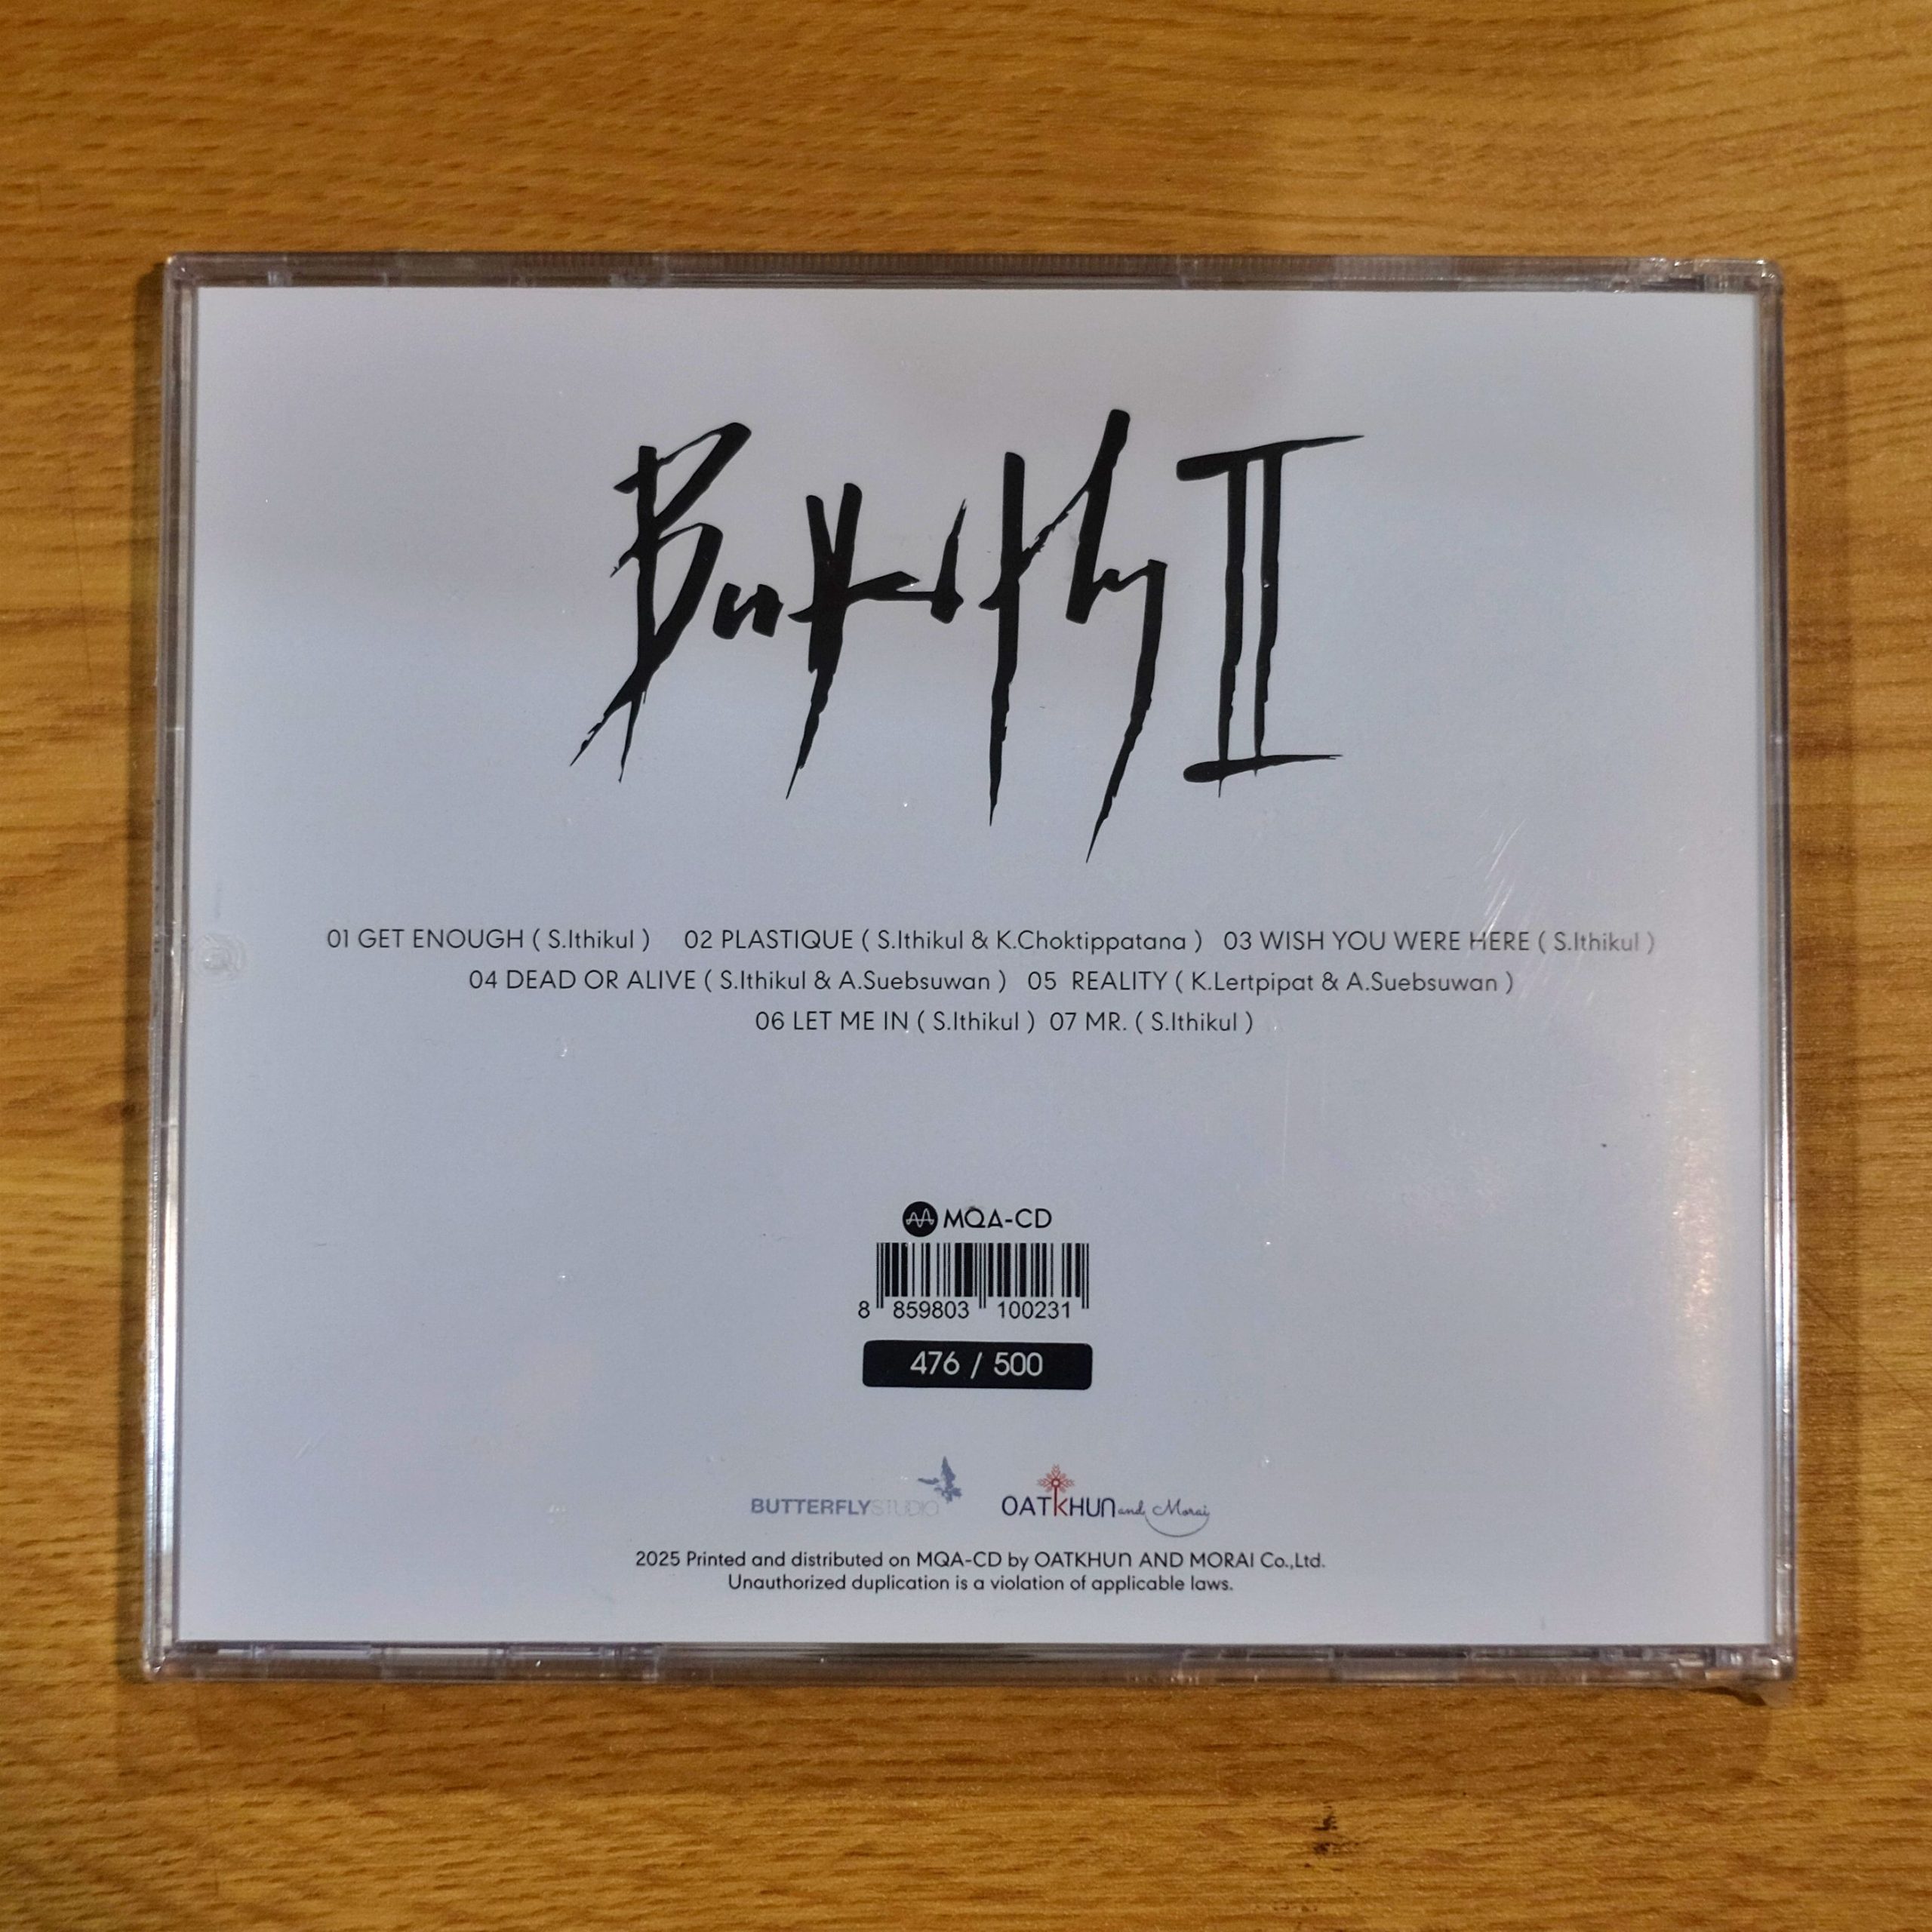 Butterfly II
01 GET ENOUGH ( S.Ithikul ) 02 PLASTIQUE ( S.Ithikul & K.Choktippatana ) 03 WISH YOU WERE HERE ( S.Ithikul )
04 DEAD OR ALIVE ( S.Ithikul & A.Suebsuwan ) 05 REALITY ( K.Lertpipat & A.Suebsuwan )
06 LET ME IN ( S.Ithikul ) 07 MR. ( S.Ithikul )
MQA-CD
8 859803 100231
476 / 500
BUTTERFLYSTUDIO OATKHUN and Morai
2025 Printed and distributed on MQA-CD by OATKHUN AND MORAI Co.,Ltd.
Unauthorized duplication is a violation of applicable laws.